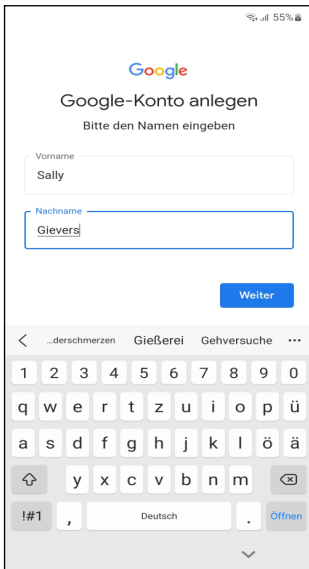 55%
Google
Google-Konto anlegen
Bitte den Namen eingeben
Vorname
Sally
Nachname
Gievers
Weiter
...derschmerzen Gießerei Gehversuche ...
1 2 3 4 5 6 7 8 9 0
q w e r t z u i o p ü
a s d f g h j k l ö ä
y x c v b n m
!#1 , Deutsch . Öffnen